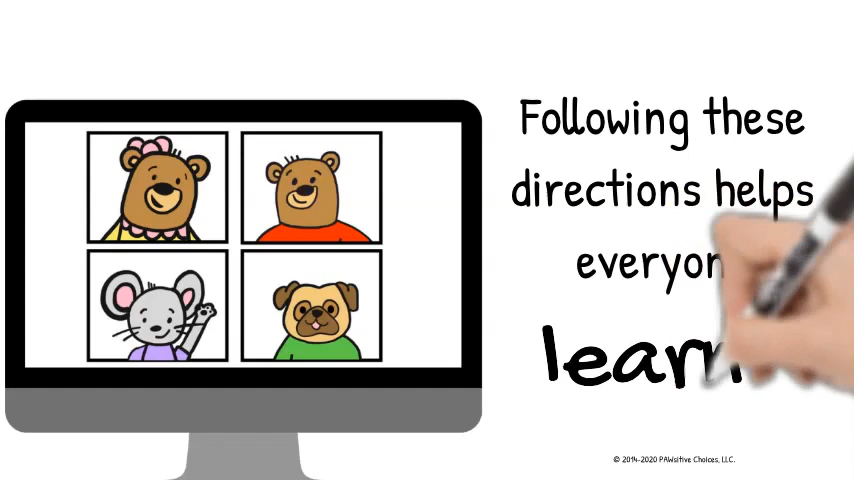 Following these
directions helps
everyon
learn
© 2014-2020 PAWsitive Choices, LLC.